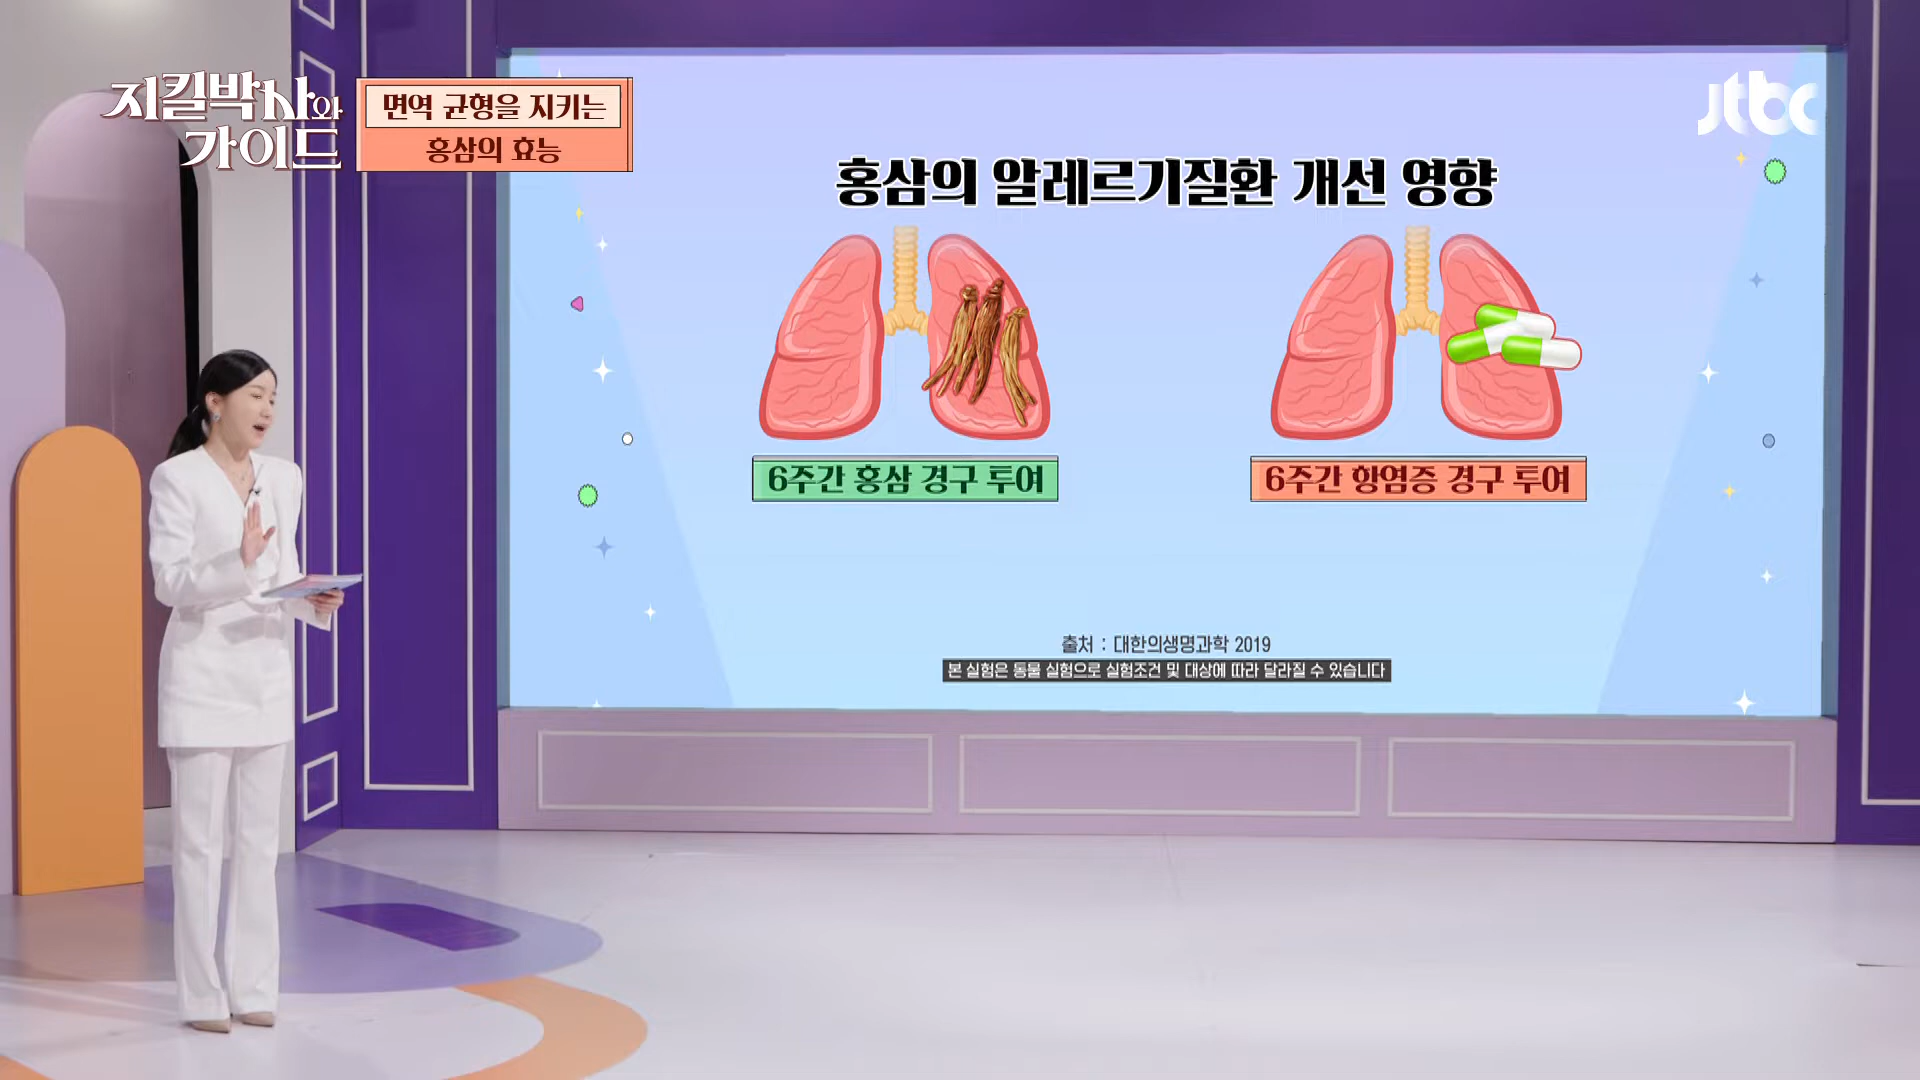 지킬박사와
가이드
면역 균형을 지키는
홍삼의 효능
jtbc
홍삼의 알레르기질환 개선 영향
6주간 홍삼 경구 투여
6주간 항염증 경구 투여
출처 : 대한의생명과학 2019
본 실험은 동물 실험으로 실험조건 및 대상에 따라 달라질 수 있습니다